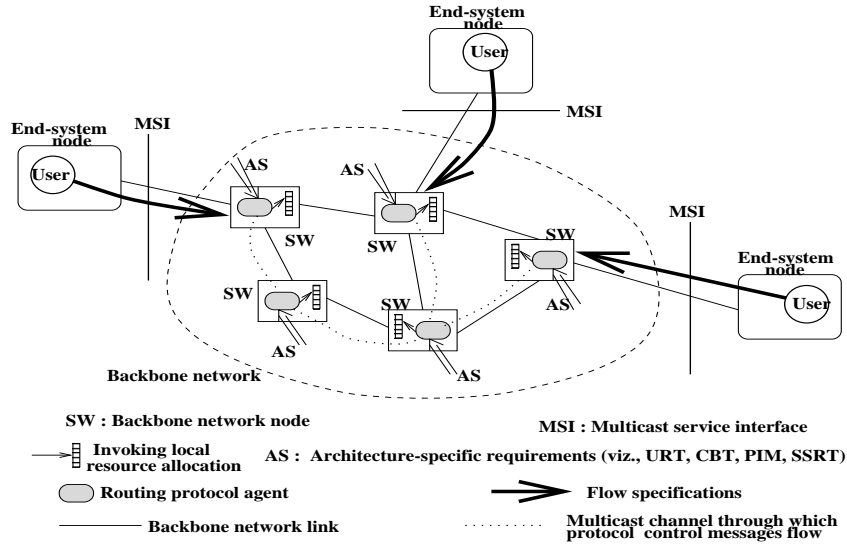 End-system
node
User
MSI
End-system
node
MSI
User
AS
AS
MSI
SW
SW
SW
End-system
node
SW
SW
AS
User
AS
AS
Backbone network
SW : Backbone network node
MSI : Multicast service interface
Invoking local
resource allocation
AS : Architecture-specific requirements (viz., URT, CBT, PIM, SSRT)
Routing protocol agent
Flow specifications
Backbone network link
Multicast channel through which
protocol control messages flow